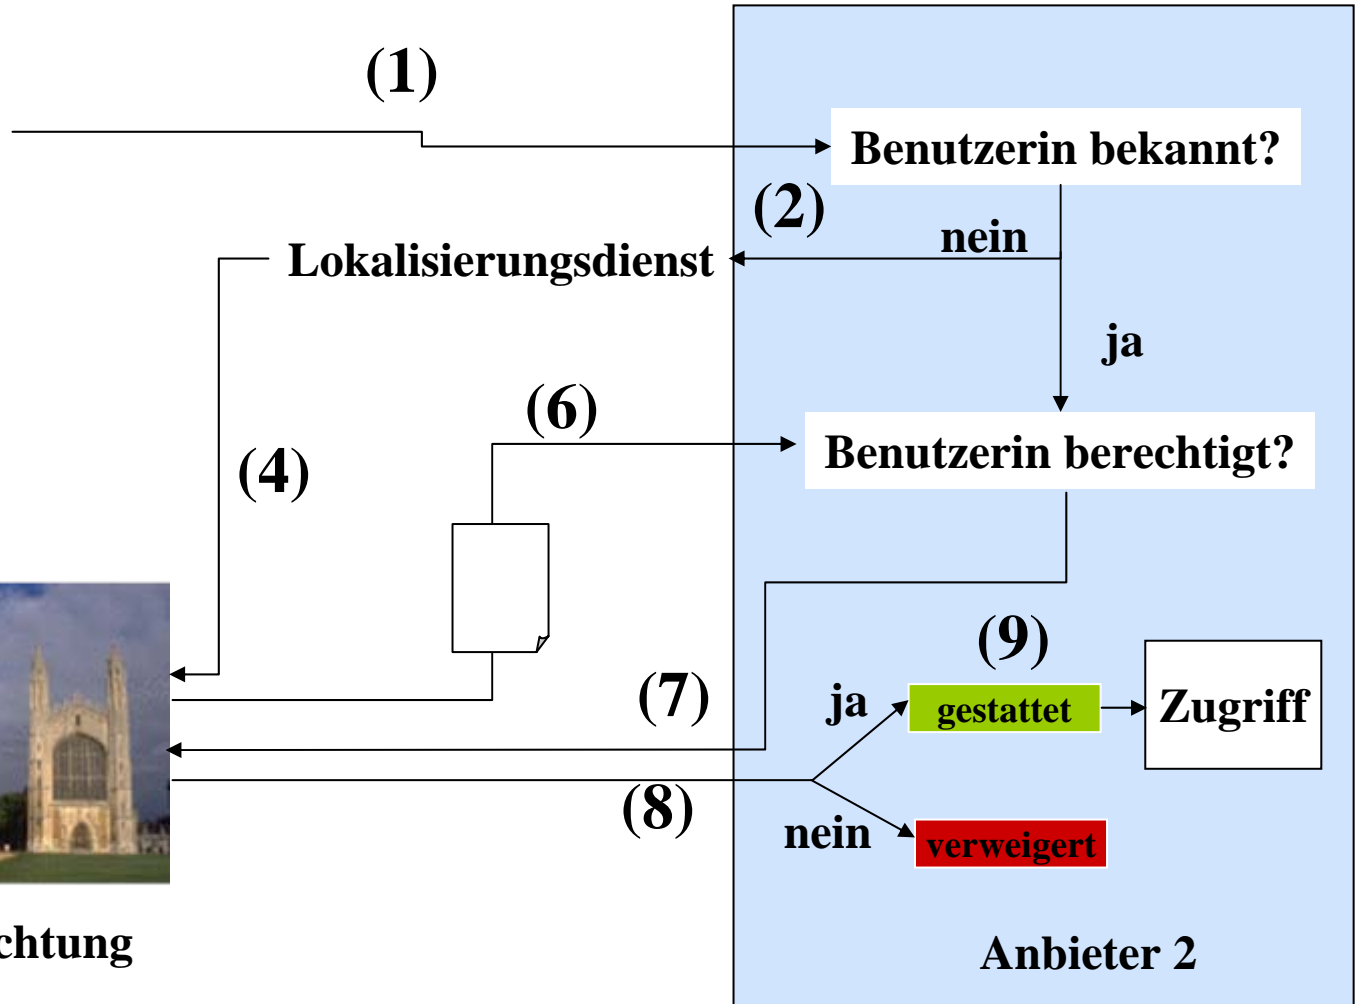 (1)
Benutzerin bekannt?
(2)
nein
Lokalisierungsdienst
ja
(6)
Benutzerin berechtigt?
(4)
(9)
(7)
ja
gestattet
Zugriff
(8)
nein
verweigert
chtung
Anbieter 2